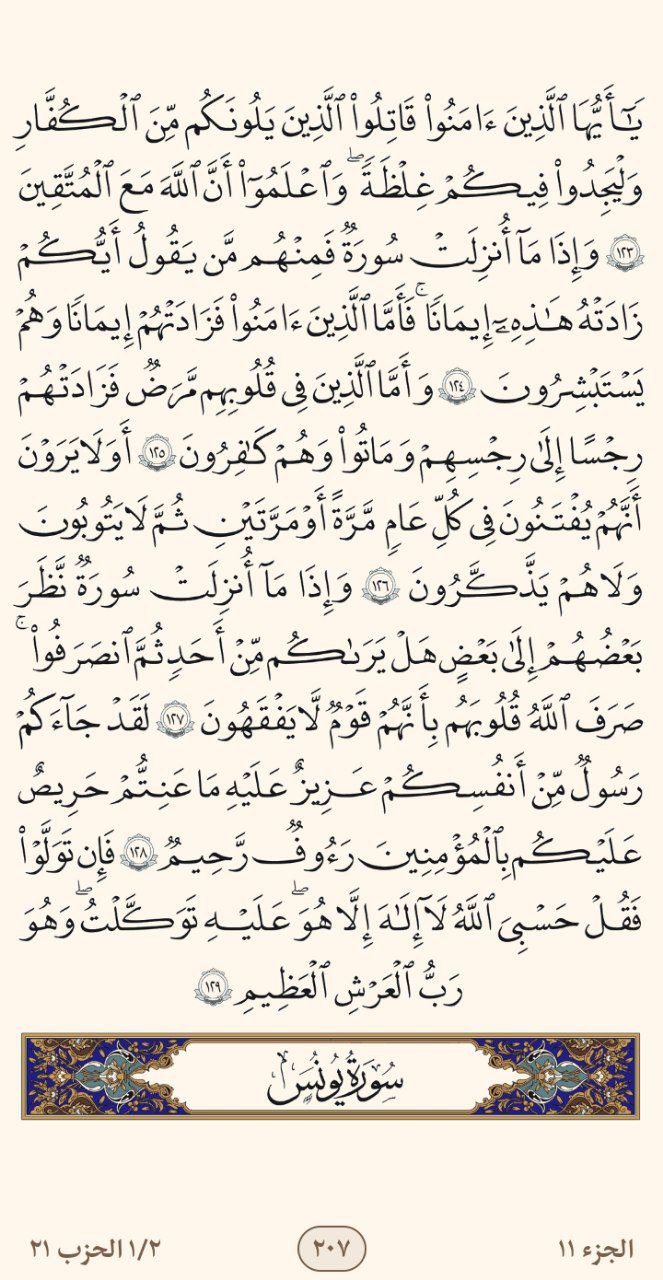 يَـٰٓأَيُّهَا ٱلَّذِينَ ءَامَنُوا۟ قَـٰتِلُوا۟ ٱلَّذِينَ يَلُونَكُم مِّنَ ٱلْكُفَّارِ
وَلْيَجِدُوا۟ فِيكُمْ غِلْظَةً ۖ وَٱعْلَمُوٓا۟ أَنَّ ٱللَّهَ مَعَ ٱلْمُتَّقِينَ
١٢٣ وَإِذَا مَآ أُنزِلَتْ سُورَةٌ فَمِنْهُم مَّن يَقُولُ أَيُّكُمْ
زَادَتْهُ هَـٰذِهِۦٓ إِيمَـٰنًا ۚ فَأَمَّا ٱلَّذِينَ ءَامَنُوا۟ فَزَادَتْهُمْ إِيمَـٰنًا وَهُمْ
يَسْتَبْشِرُونَ ١٢٤ وَأَمَّا ٱلَّذِينَ فِى قُلُوبِهِم مَّرَضٌ فَزَادَتْهُمْ
رِجْسًا إِلَىٰ رِجْسِهِمْ وَمَاتُوا۟ وَهُمْ كَـٰفِرُونَ ١٢٥ أَوَلَا يَرَوْنَ
أَنَّهُمْ يُفْتَنُونَ فِى كُلِّ عَامٍ مَّرَّةً أَوْ مَرَّتَيْنِ ثُمَّ لَا يَتُوبُونَ
وَلَا هُمْ يَذَّكَّرُونَ ١٢٦ وَإِذَا مَآ أُنزِلَتْ سُورَةٌ نَّظَرَ
بَعْضُهُمْ إِلَىٰ بَعْضٍ هَلْ يَرَىٰكُم مِّنْ أَحَدٍ ثُمَّ ٱنصَرَفُوا۟ ۚ
صَرَفَ ٱللَّهُ قُلُوبَهُم بِأَنَّهُمْ قَوْمٌ لَّا يَفْقَهُونَ ١٢٧ لَقَدْ جَآءَكُمْ
رَسُولٌ مِّنْ أَنفُسِكُمْ عَزِيزٌ عَلَيْهِ مَا عَنِتُّمْ حَرِيصٌ
عَلَيْكُم بِٱلْمُؤْمِنِينَ رَءُوفٌ رَّحِيمٌ ١٢٨ فَإِن تَوَلَّوْا۟
فَقُلْ حَسْبِىَ ٱللَّهُ لَآ إِلَـٰهَ إِلَّا هُوَ ۖ عَلَيْهِ تَوَكَّلْتُ ۖ وَهُوَ
رَبُّ ٱلْعَرْشِ ٱلْعَظِيمِ ١٢٩
سُورَةُ يُونُسَ
الجزء ١١
٢٠٧
١/٢ الحزب ٢١